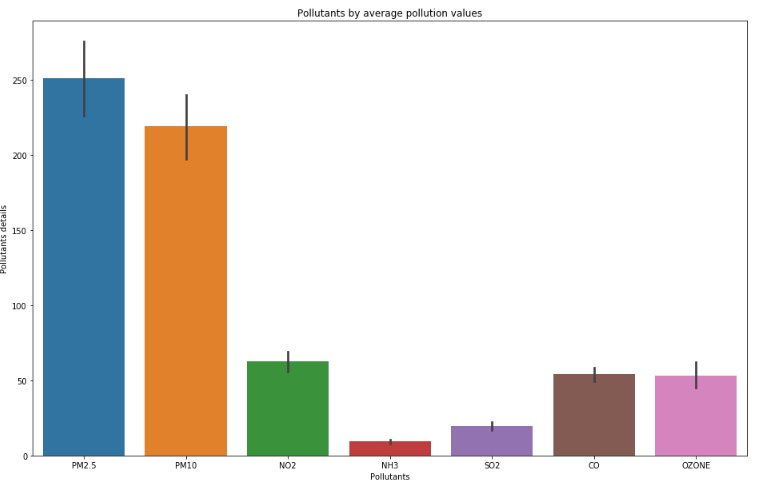 Pollutants by average pollution values
Pollutants details
250
200
150
100
50
0
PM2.5 PM10 NO2 NH3 SO2 CO OZONE
Pollutants